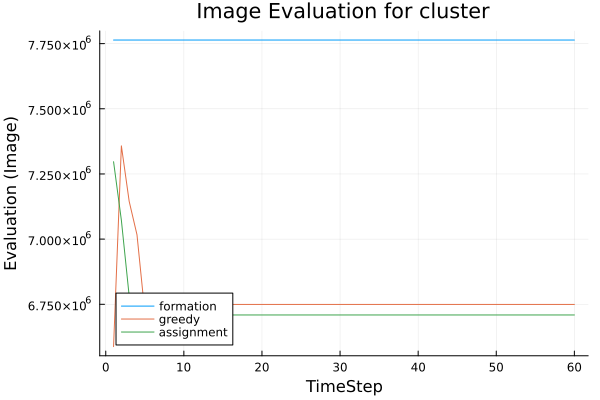 Image Evaluation for cluster
Evaluation (Image)
7.750×10⁶
7.500×10⁶
7.250×10⁶
7.000×10⁶
6.750×10⁶
formation
greedy
assignment
0 10 20 30 40 50 60
TimeStep